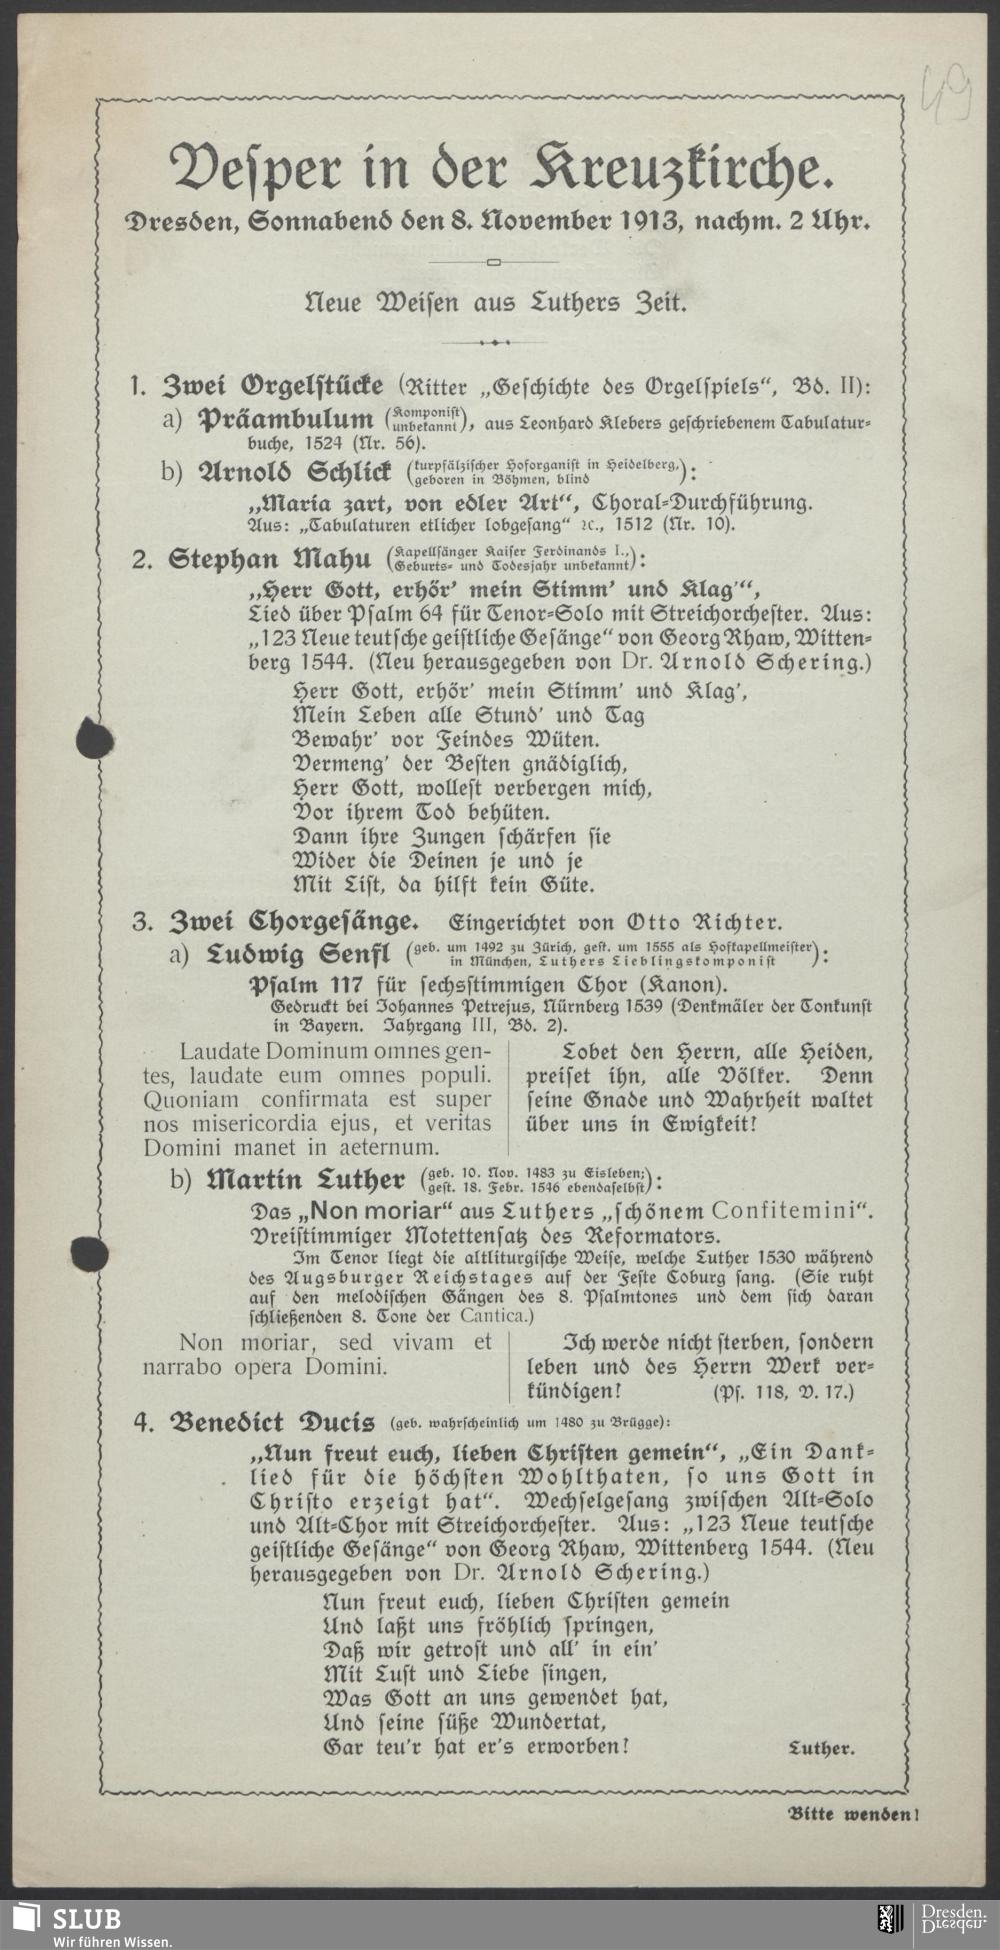 49
Vesper in der Kreuzkirche.
Dresden, Sonnabend den 8. November 1913, nachm. 2 Uhr.
Neue Weisen aus Luthers Zeit.
1. Zwei Orgelstücke (Ritter „Geschichte des Orgelspiels“, Bd. II):
a) Präambulum (Komponist unbekannt), aus Leonhard Klebers geschriebenem Tabulatur-
buche, 1524 (Nr. 56).
b) Arnold Schlick (kurpfälzischer Hoforganist in Heidelberg, geboren in Böhmen, blind):
„Maria zart, von edler Art“, Choral-Durchführung.
Aus: „Tabulaturen etlicher lobgesang“ ꝛc., 1512 (Nr. 10).
2. Stephan Mahu (Kapellsänger Kaiser Ferdinands I., Geburts- und Todesjahr unbekannt):
„Herr Gott, erhör’ mein Stimm’ und Klag’“,
Lied über Psalm 64 für Tenor-Solo mit Streichorchester. Aus:
„123 Neue teutsche geistliche Gesänge“ von Georg Rhaw, Witten-
berg 1544. (Neu herausgegeben von Dr. Arnold Schering.)
Herr Gott, erhör’ mein Stimm’ und Klag’,
Mein Leben alle Stund’ und Tag
Bewahr’ vor Feindes Wüten.
Vermeng’ der Besten gnädiglich,
Herr Gott, wollest verbergen mich,
Vor ihrem Tod behüten.
Dann ihre Zungen schärfen sie
Wider die Deinen je und je
Mit List, da hilft kein Güte.
3. Zwei Chorgesänge. Eingerichtet von Otto Richter.
a) Ludwig Senfl (geb. um 1492 zu Zürich, gest. um 1555 als Hofkapellmeister in München, Luthers Lieblingskomponist):
Psalm 117 für sechsstimmigen Chor (Kanon).
Gedruckt bei Johannes Petrejus, Nürnberg 1539 (Denkmäler der Tonkunst
in Bayern. Jahrgang III, Bd. 2).
Laudate Dominum omnes gen-
tes, laudate eum omnes populi.
Quoniam confirmata est super
nos misericordia ejus, et veritas
Domini manet in aeternum.
Lobet den Herrn, alle Heiden,
preiset ihn, alle Völker. Denn
seine Gnade und Wahrheit waltet
über uns in Ewigkeit!
b) Martin Luther (geb. 10. Nov. 1483 zu Eisleben; gest. 18. Febr. 1546 ebendaselbst):
Das „Non moriar“ aus Luthers „schönem Confitemini“.
Dreistimmiger Motettensatz des Reformators.
Im Tenor liegt die altliturgische Weise, welche Luther 1530 während
des Augsburger Reichstages auf der Feste Coburg sang. (Sie ruht
auf den melodischen Gängen des 8. Psalmtones und dem sich daran
schließenden 8. Tone der Cantica.)
Non moriar, sed vivam et
narrabo opera Domini.
Ich werde nicht sterben, sondern
leben und des Herrn Werk ver-
kündigen! (Ps. 118, V. 17.)
4. Benedict Ducis (geb. wahrscheinlich um 1480 zu Brügge):
„Nun freut euch, lieben Christen gemein“, „Ein Dank-
lied für die höchsten Wohlthaten, so uns Gott in
Christo erzeigt hat“. Wechselgesang zwischen Alt-Solo
und Alt-Chor mit Streichorchester. Aus: „123 Neue teutsche
geistliche Gesänge“ von Georg Rhaw, Wittenberg 1544. (Neu
herausgegeben von Dr. Arnold Schering.)
Nun freut euch, lieben Christen gemein
Und laßt uns fröhlich springen,
Daß wir getrost und all’ in ein’
Mit Lust und Liebe singen,
Was Gott an uns gewendet hat,
Und seine süße Wundertat,
Gar teu’r hat er’s erworben!
Luther.
Bitte wenden!
SLUB
Wir führen Wissen.
Dresden.
Dresden.